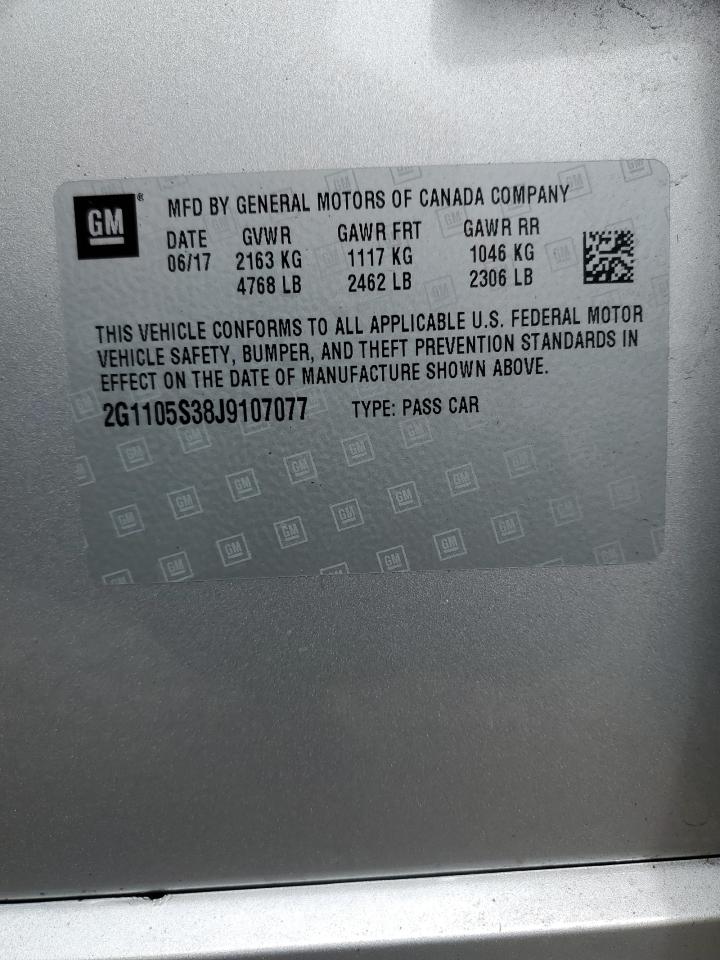 GM ®
MFD BY GENERAL MOTORS OF CANADA COMPANY
DATE GVWR GAWR FRT GAWR RR
06/17 2163 KG 1117 KG 1046 KG
4768 LB 2462 LB 2306 LB
THIS VEHICLE CONFORMS TO ALL APPLICABLE U.S. FEDERAL MOTOR
VEHICLE SAFETY, BUMPER, AND THEFT PREVENTION STANDARDS IN
EFFECT ON THE DATE OF MANUFACTURE SHOWN ABOVE.
2G1105S38J9107077 TYPE: PASS CAR